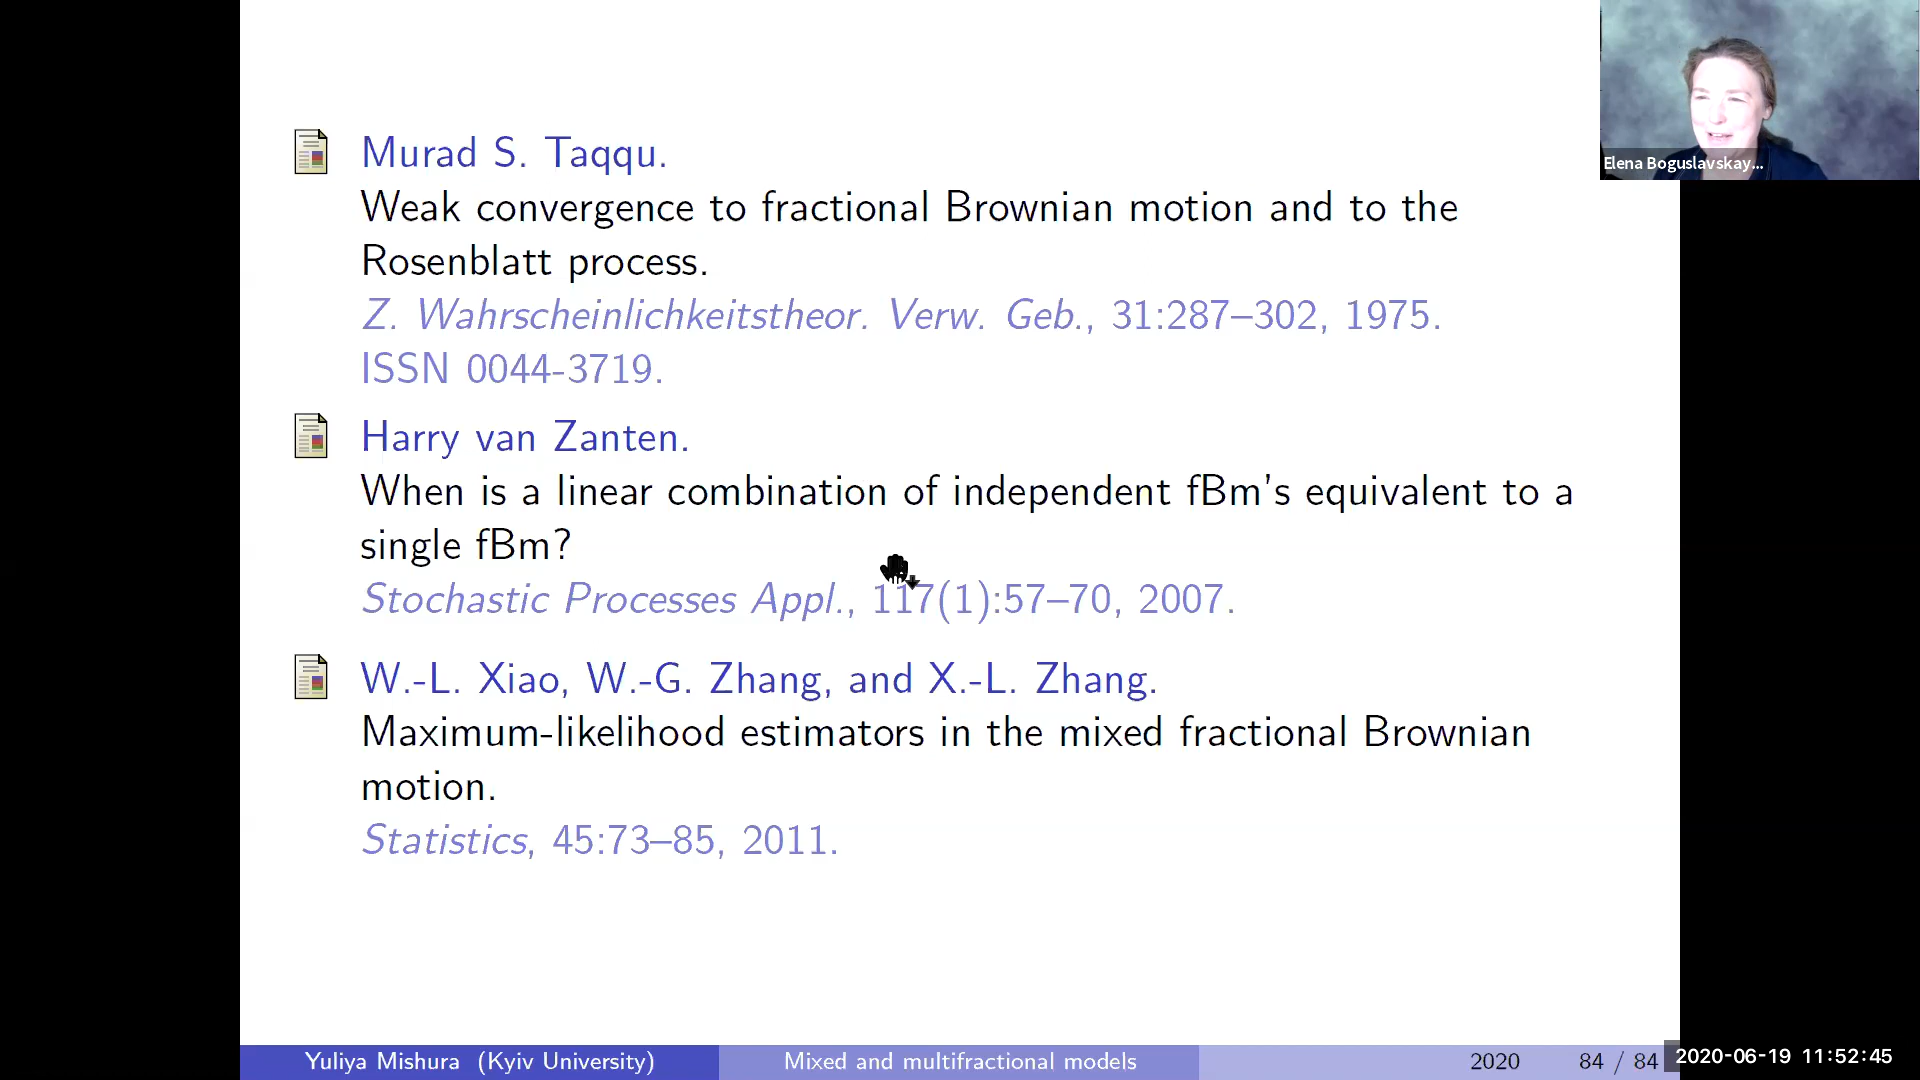 Elena Boguslavskay...
Murad S. Taqqu.
Weak convergence to fractional Brownian motion and to the
Rosenblatt process.
Z. Wahrscheinlichkeitstheor. Verw. Geb., 31:287–302, 1975.
ISSN 0044-3719.
Harry van Zanten.
When is a linear combination of independent fBm's equivalent to a
single fBm?
Stochastic Processes Appl., 117(1):57–70, 2007.
W.-L. Xiao, W.-G. Zhang, and X.-L. Zhang.
Maximum-likelihood estimators in the mixed fractional Brownian
motion.
Statistics, 45:73–85, 2011.
Yuliya Mishura (Kyiv University) Mixed and multifractional models 2020 84 / 84
2020-06-19 11:52:45